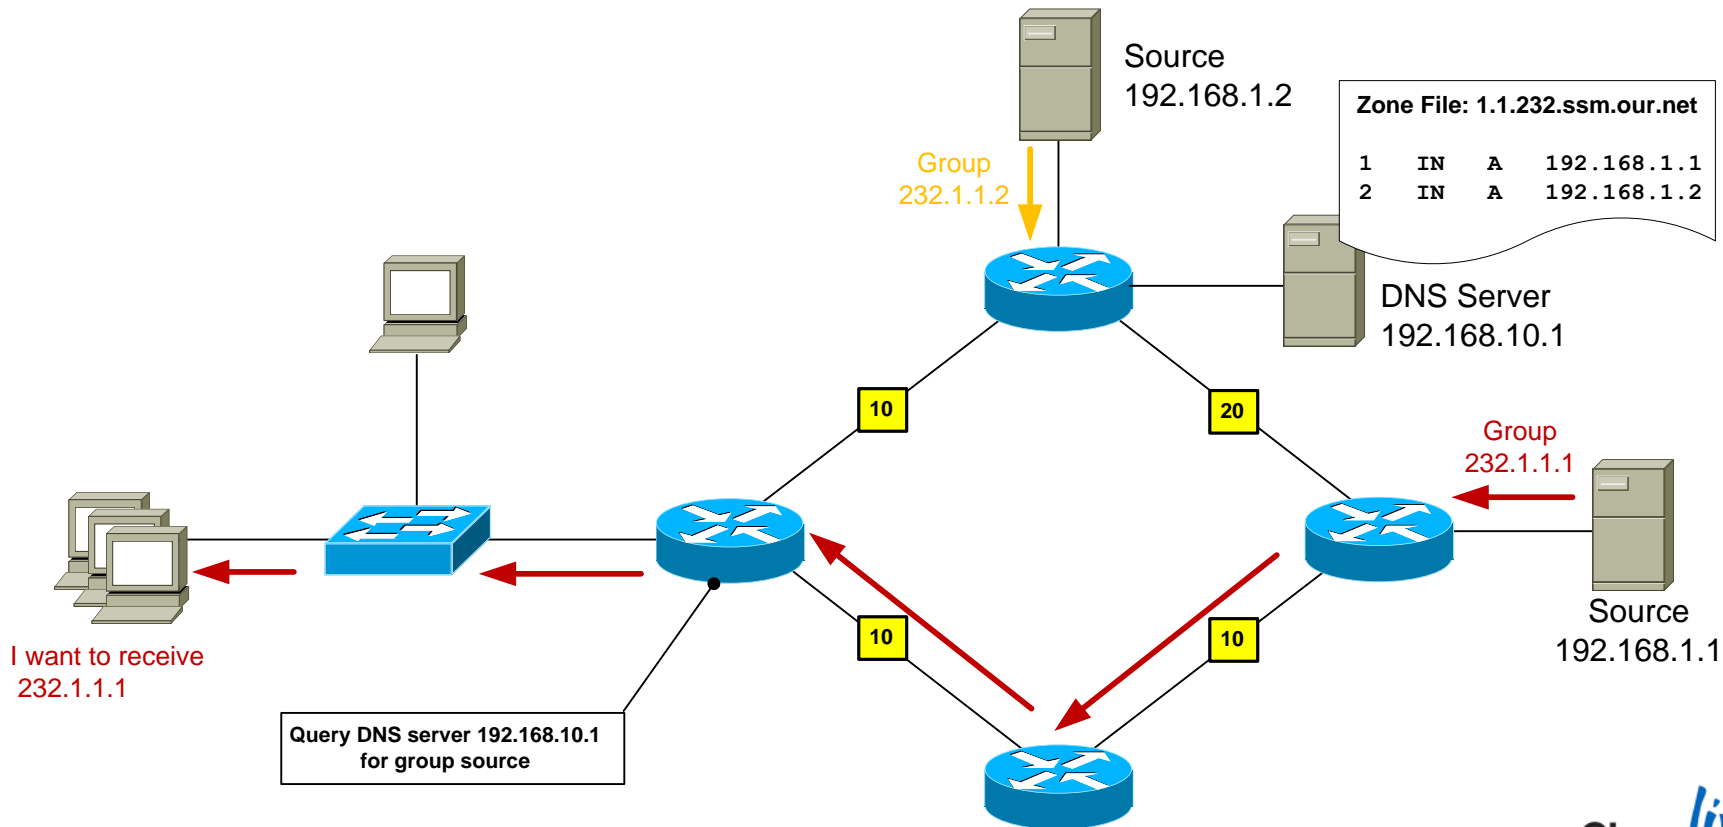 Source
192.168.1.2
Zone File: 1.1.232.ssm.our.net
1 IN A 192.168.1.1
2 IN A 192.168.1.2
Group
232.1.1.2
DNS Server
192.168.10.1
10
20
Group
232.1.1.1
Source
192.168.1.1
I want to receive
232.1.1.1
10
10
Query DNS server 192.168.10.1
for group source